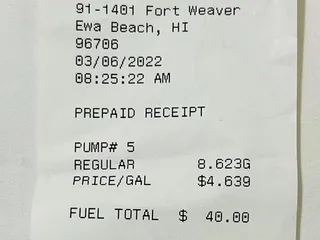 91-1401 Fort Weaver
Ewa Beach, HI
96706
03/06/2022
08:25:22 AM
PREPAID RECEIPT
PUMP# 5
REGULAR 8.623G
PRICE/GAL $4.639
FUEL TOTAL $ 40.00